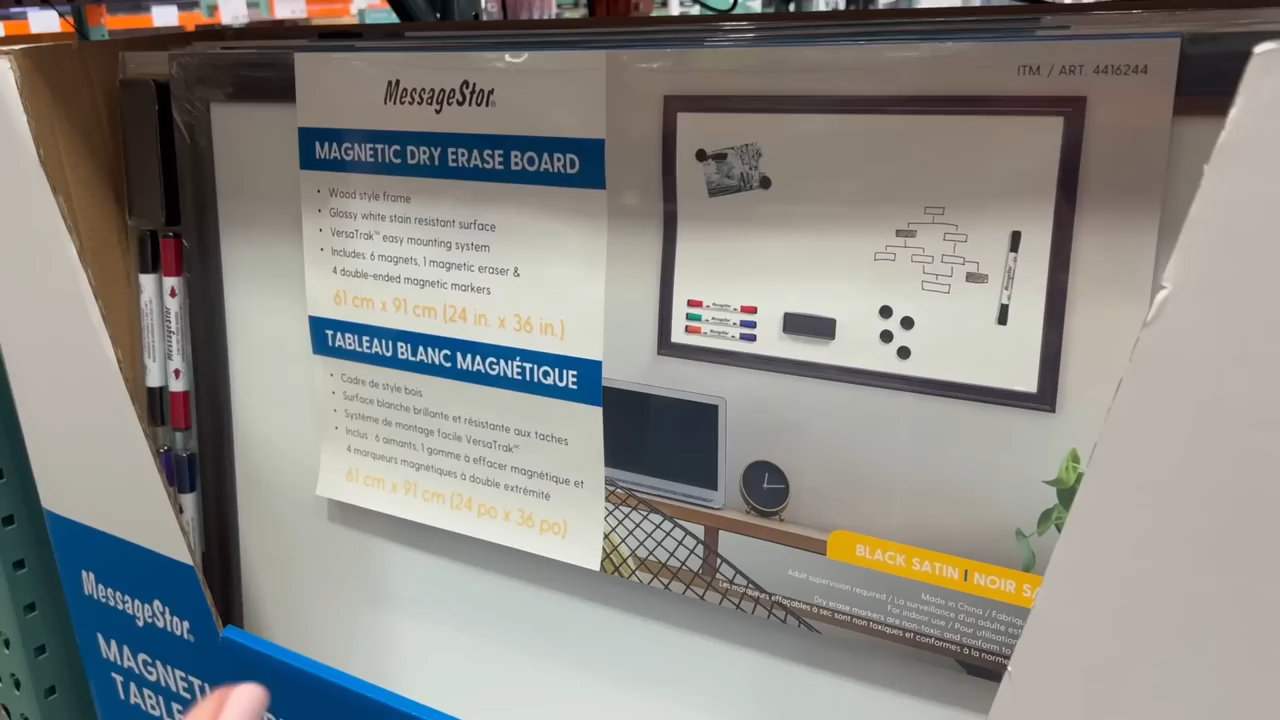 MessageStor®
ITM. / ART. 4416244
MAGNETIC DRY ERASE BOARD
• Wood style frame
• Glossy white stain resistant surface
• VersaTrak™ easy mounting system
• Includes: 6 magnets, 1 magnetic eraser &
4 double-ended magnetic markers
61 cm x 91 cm (24 in. x 36 in.)
TABLEAU BLANC MAGNÉTIQUE
• Cadre de style bois
• Surface blanche brillante et résistante aux taches
• Système de montage facile VersaTrak
• Inclus : 6 aimants, 1 gomme à effacer magnétique et
4 marqueurs magnétiques à double extrémité
61 cm x 91 cm (24 po x 36 po)
BLACK SATIN | NOIR SA
Made in China / Fabriqu
Adult supervision required / La surveillance d'un adulte est
For indoor use / Pour utilisation
Dry erase markers are non-toxic and conform to
Les marqueurs effaçables à sec sont non toxiques et conformes à la norme
MessageStor
MessageStor®
MAGNETI
TABLE